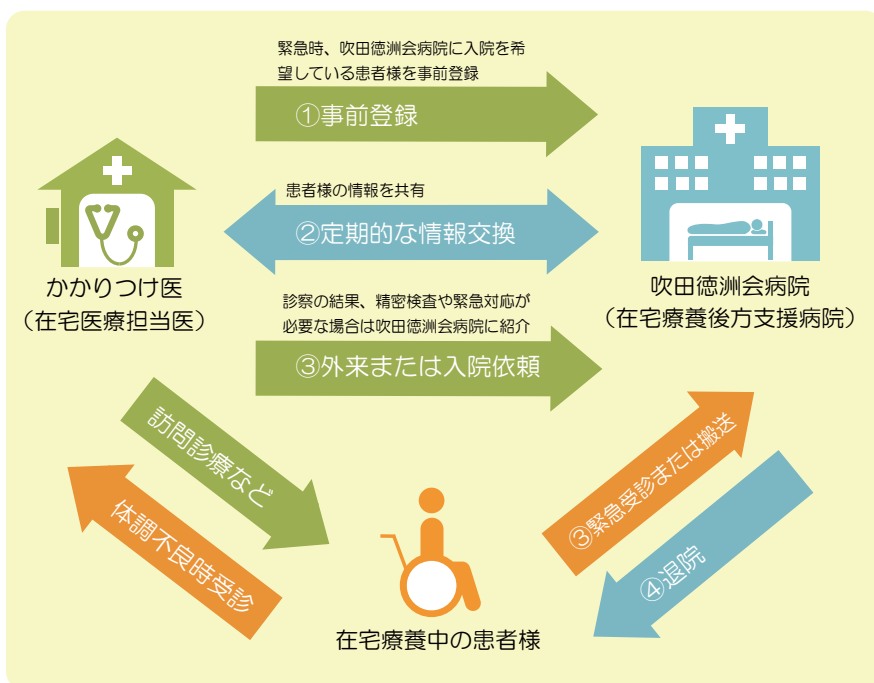 緊急時、吹田徳洲会病院に入院を希
望している患者様を事前登録
①事前登録
患者様の情報を共有
②定期的な情報交換
かかりつけ医
（在宅医療担当医）
吹田徳洲会病院
（在宅療養後方支援病院）
診察の結果、精密検査や緊急対応が
必要な場合は吹田徳洲会病院に紹介
③外来または入院依頼
訪問診療など
体調不良時受診
③緊急受診または搬送
④退院
在宅療養中の患者様